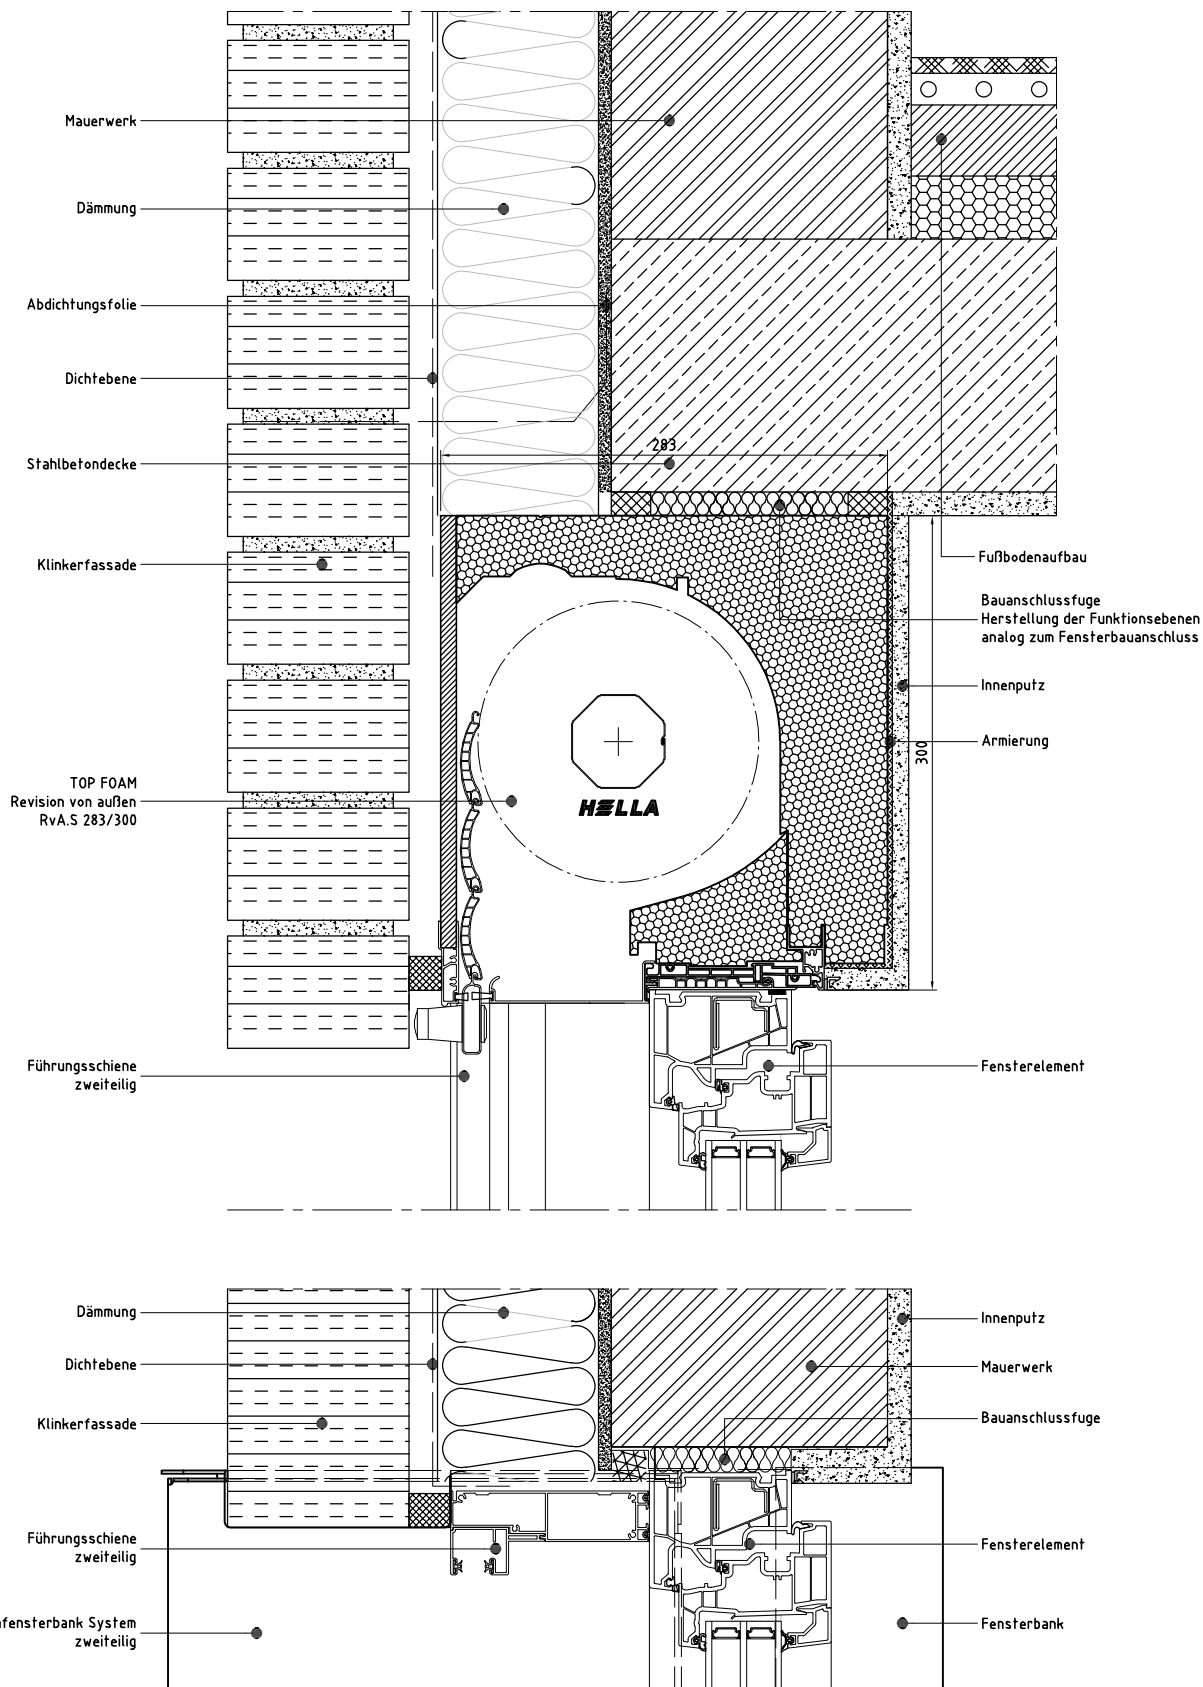 Mauerwerk
Dämmung
Abdichtungsfolie
Dichtebene
Stahlbetondecke
283
Klinkerfassade
Fußbodenaufbau
Bauanschlussfuge
Herstellung der Funktionsebenen
analog zum Fensterbauanschluss
Innenputz
Armierung
300
TOP FOAM
Revision von außen
RvA.S 283/300
HELLA
Führungsschiene
zweiteilig
Fensterelement
Dämmung
Innenputz
Dichtebene
Mauerwerk
Klinkerfassade
Bauanschlussfuge
Führungsschiene
zweiteilig
Fensterelement
fensterbank System
zweiteilig
Fensterbank